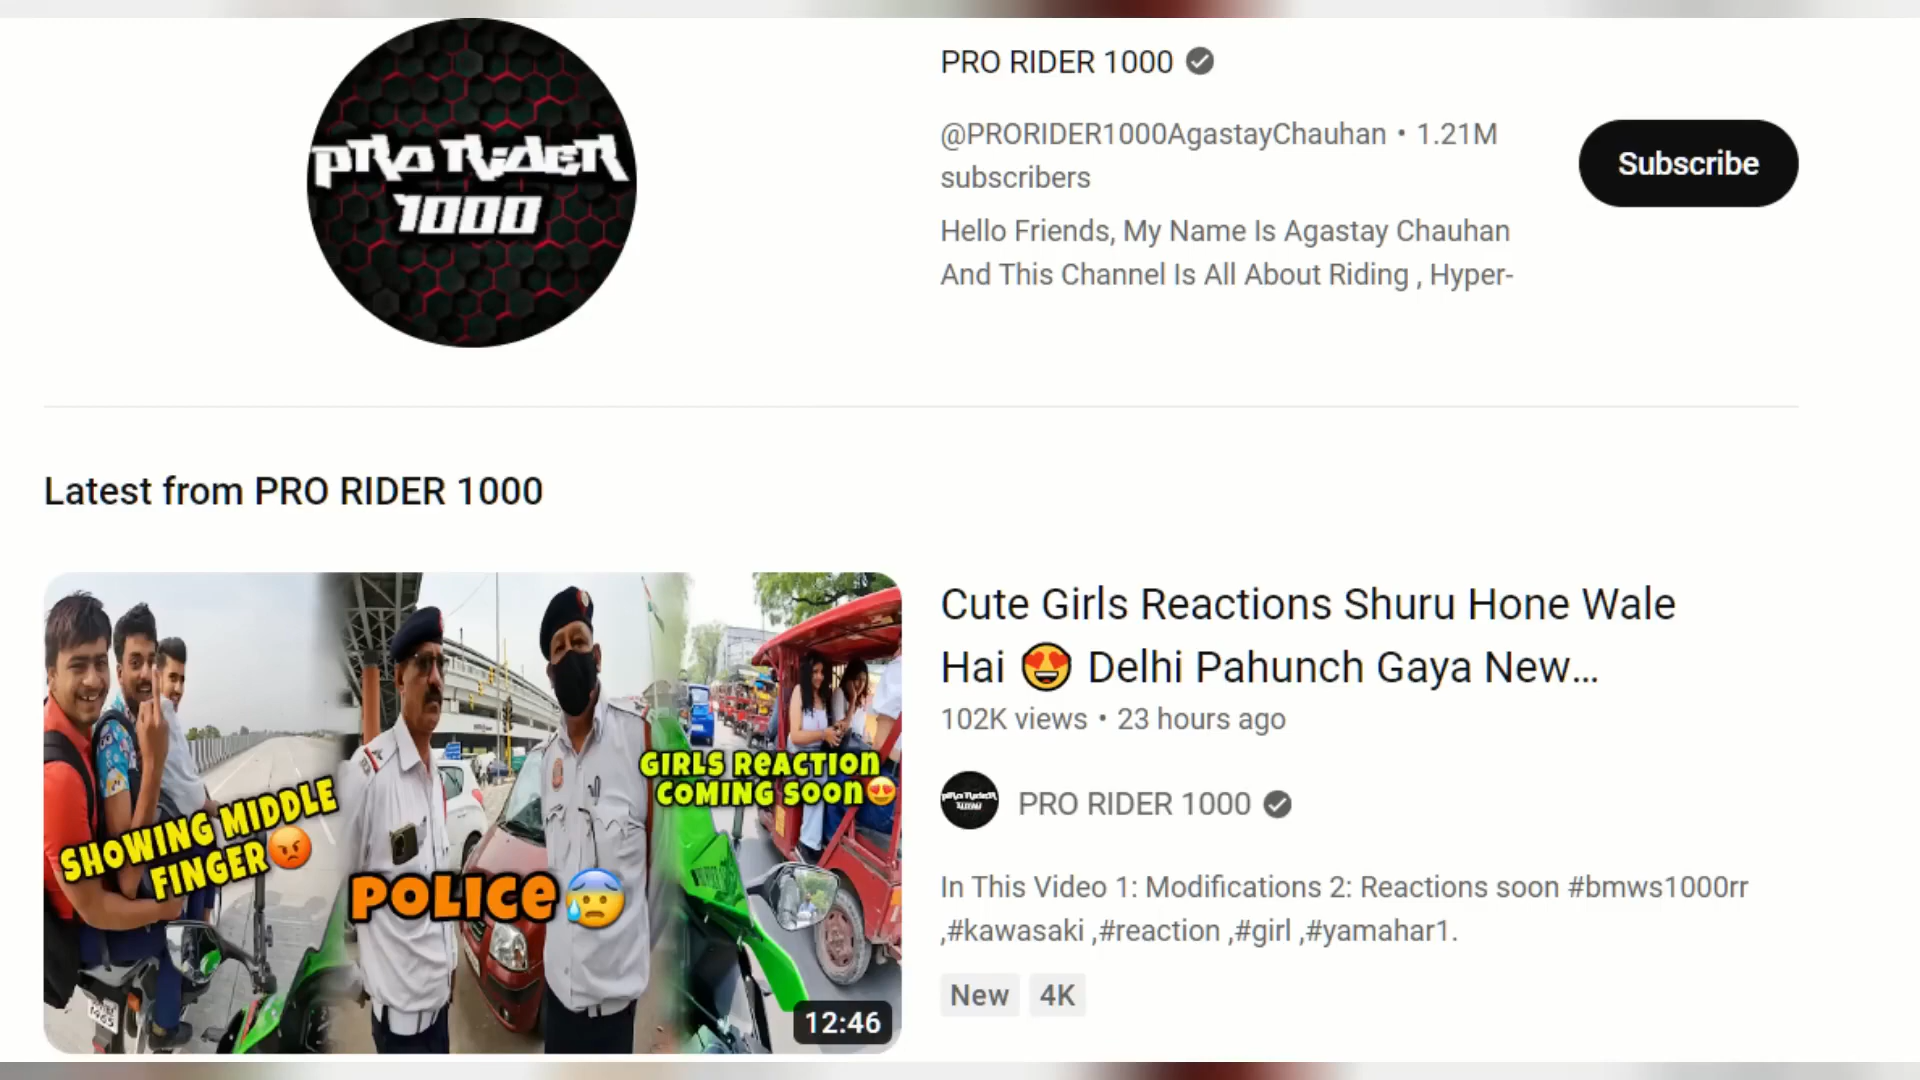 PRO RIDER
1000
PRO RIDER 1000
@PRORIDER1000AgastayChauhan • 1.21M
subscribers
Hello Friends, My Name Is Agastay Chauhan
And This Channel Is All About Riding , Hyper-
Subscribe
Latest from PRO RIDER 1000
SHOWING MIDDLE
FINGER😡
POLICE😰
GIRLS REACTION
COMING SOON😍
12:46
Cute Girls Reactions Shuru Hone Wale
Hai 😍 Delhi Pahunch Gaya New...
102K views • 23 hours ago
PRO RIDER 1000
In This Video 1: Modifications 2: Reactions soon #bmws1000rr
,#kawasaki ,#reaction ,#girl ,#yamahar1.
New 4K